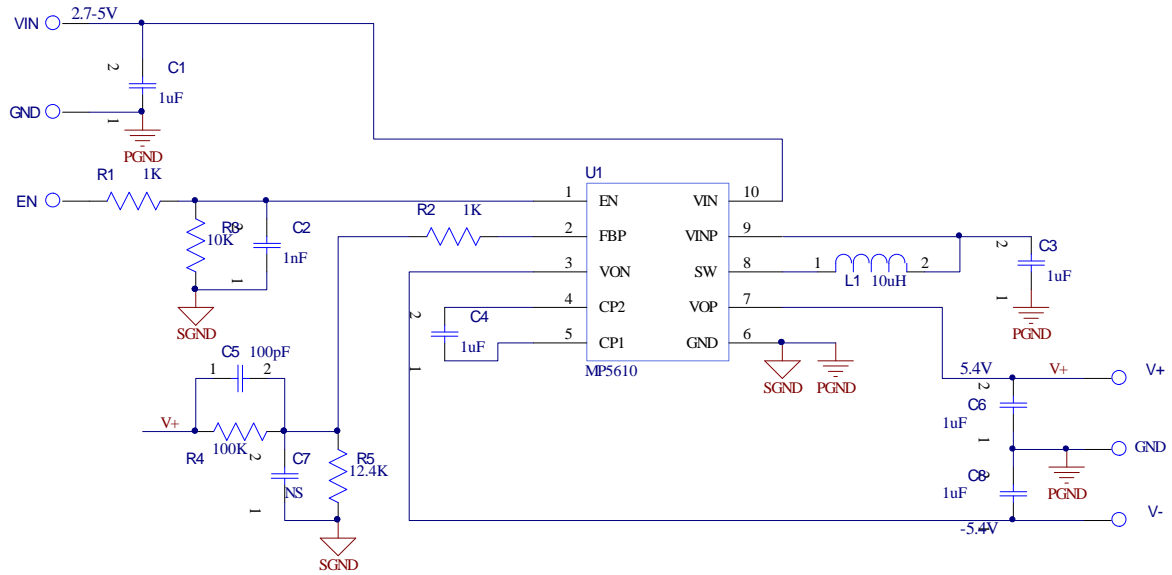 VIN
2.7-5V
2
C1
1uF
GND
1
PGND
R1
1K
EN
R3
10K
2
C2
1nF
1
SGND
R2
1K
U1
1
EN
VIN
10
2
FBP
VINP
9
3
VON
SW
8
4
CP2
VOP
7
5
CP1
GND
6
MP5610
2
C4
1uF
1
1
L1
10uH
2
2
C3
1uF
1
PGND
SGND
PGND
C5
100pF
1
2
V+
R4
100K
2
C7
NS
1
R5
12.4K
SGND
5.4V
V+
V+
2
C6
1uF
1
GND
PGND
C8
1uF
-5.4V
V-